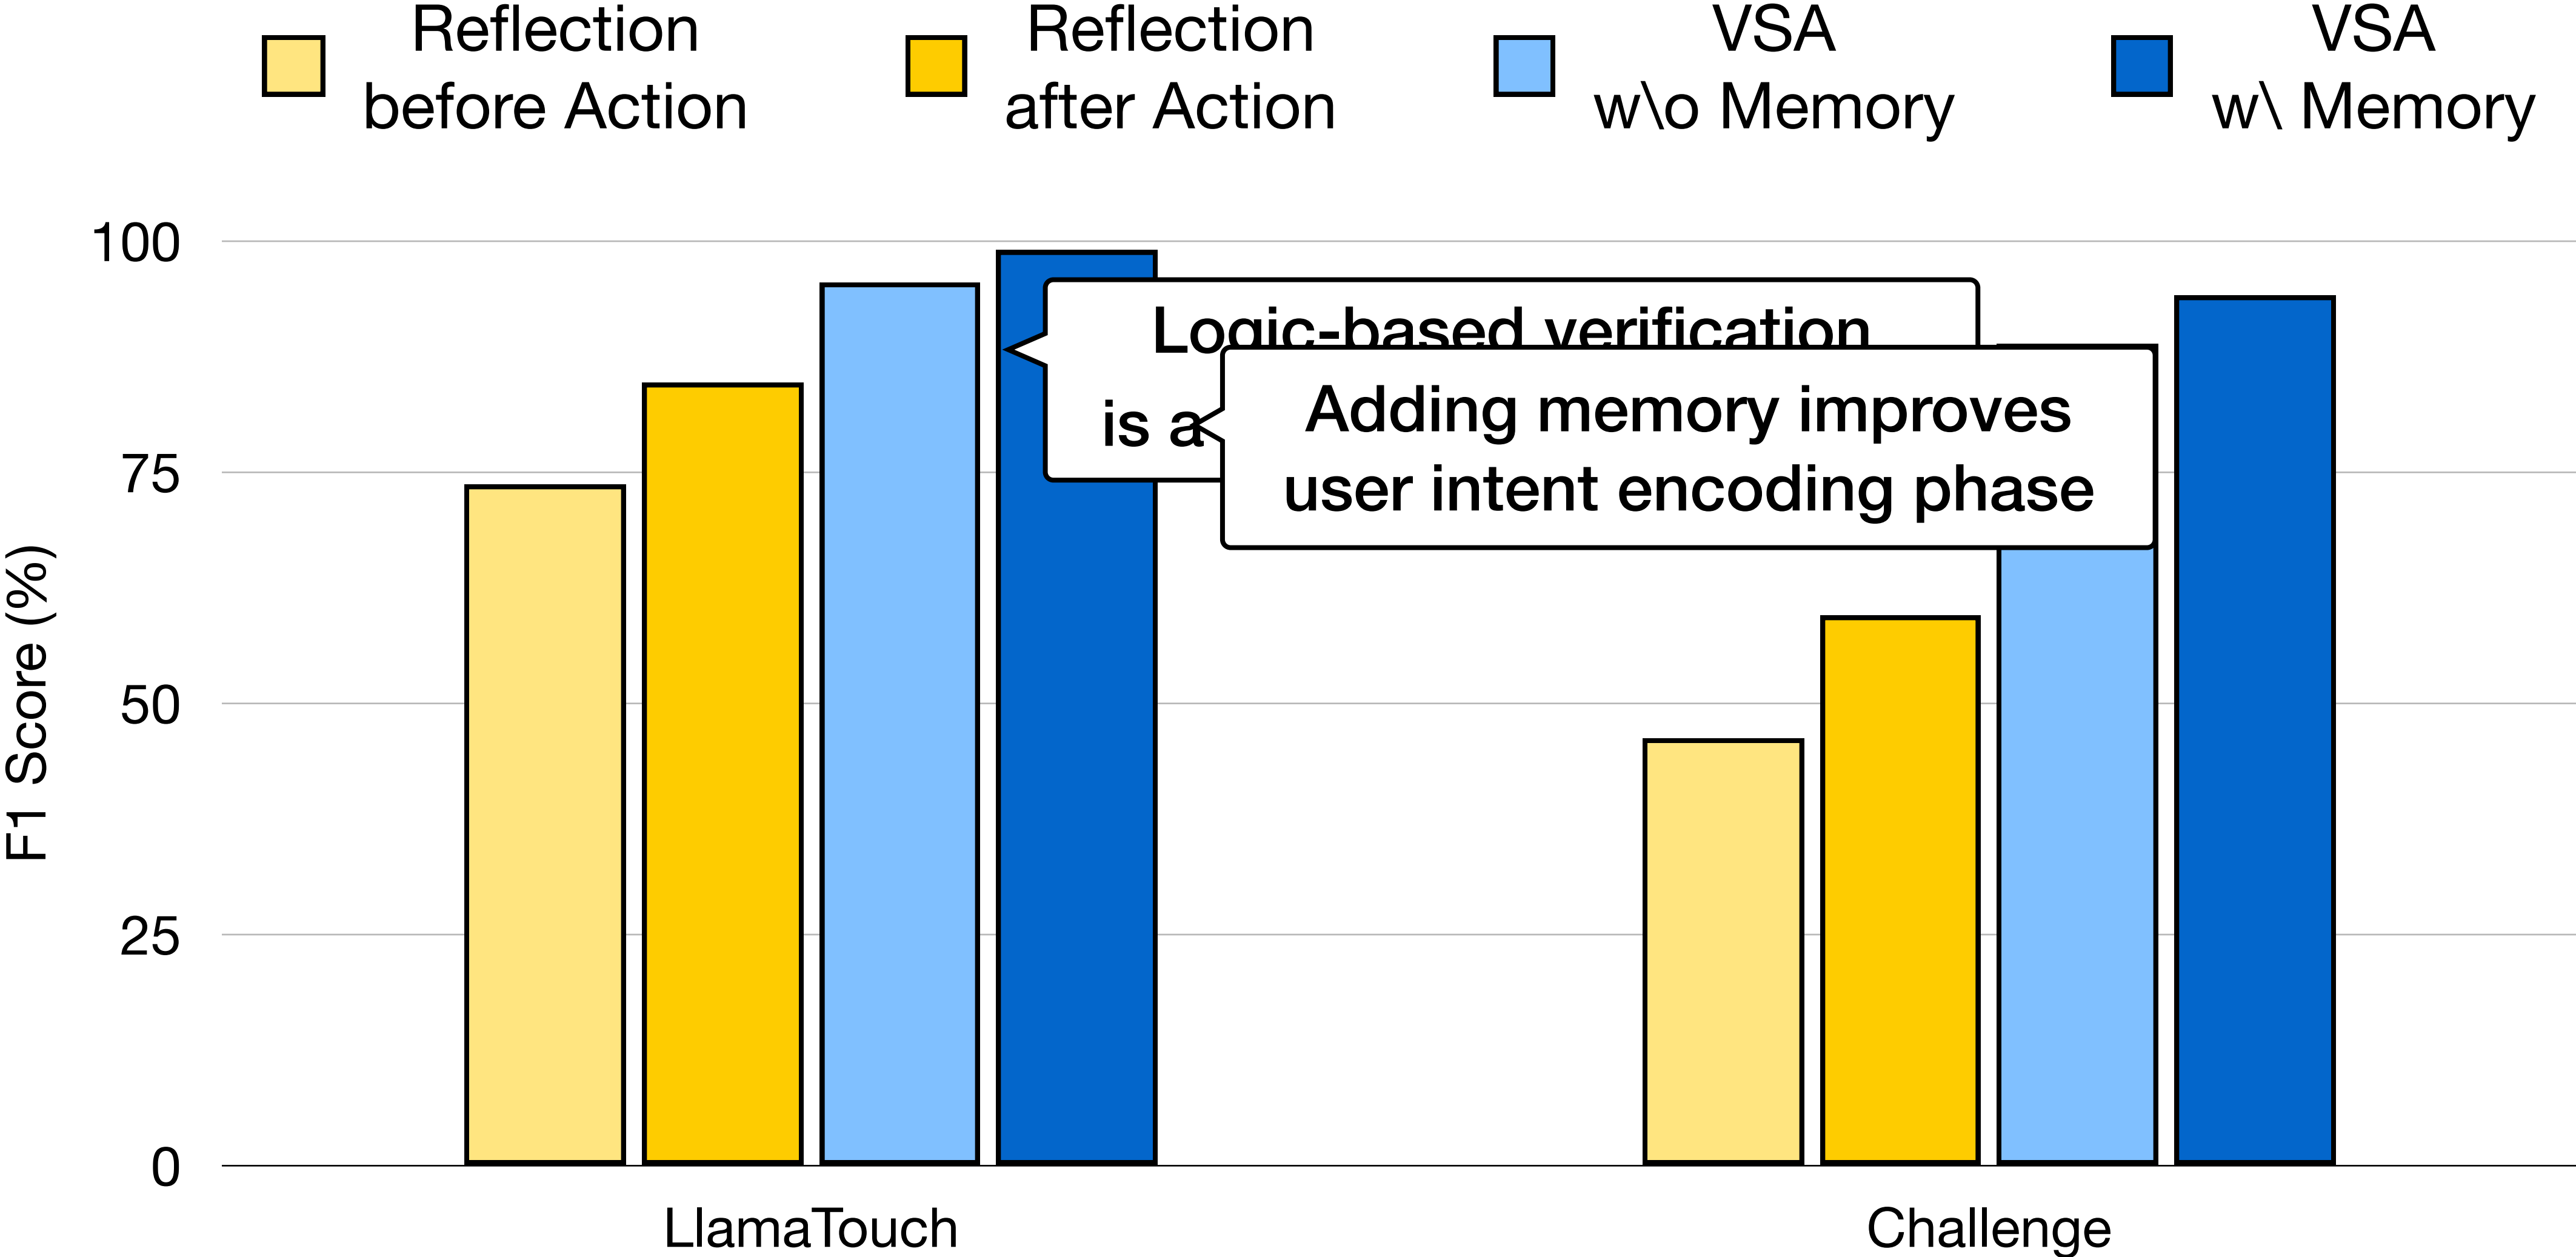 Reflection
before Action
Reflection
after Action
VSA
w\o Memory
VSA
w\ Memory
100
75
50
25
0
F1 Score (%)
Logic-based verification
is a
Adding memory improves
user intent encoding phase
LlamaTouch
Challenge